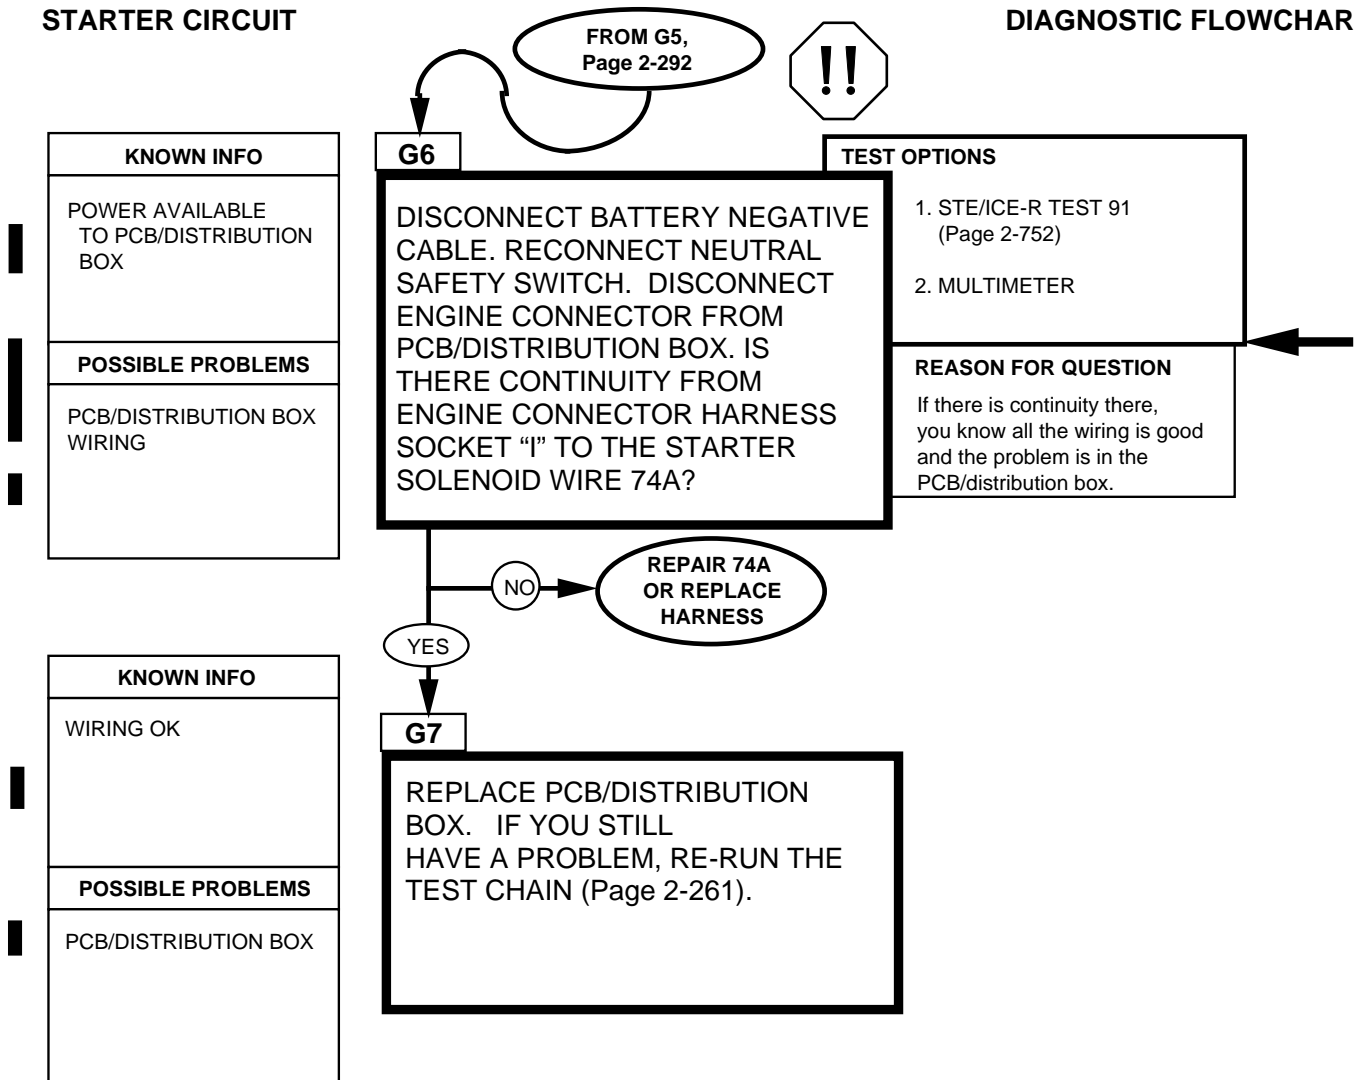 STARTER CIRCUIT
DIAGNOSTIC FLOWCHAR
FROM G5,
Page 2-292
!!
KNOWN INFO
POWER AVAILABLE
TO PCB/DISTRIBUTION
BOX
POSSIBLE PROBLEMS
PCB/DISTRIBUTION BOX
WIRING
G6
DISCONNECT BATTERY NEGATIVE
CABLE. RECONNECT NEUTRAL
SAFETY SWITCH. DISCONNECT
ENGINE CONNECTOR FROM
PCB/DISTRIBUTION BOX. IS
THERE CONTINUITY FROM
ENGINE CONNECTOR HARNESS
SOCKET “I” TO THE STARTER
SOLENOID WIRE 74A?
TEST OPTIONS
1. STE/ICE-R TEST 91
(Page 2-752)
2. MULTIMETER
REASON FOR QUESTION
If there is continuity there,
you know all the wiring is good
and the problem is in the
PCB/distribution box.
NO
REPAIR 74A
OR REPLACE
HARNESS
YES
KNOWN INFO
WIRING OK
POSSIBLE PROBLEMS
PCB/DISTRIBUTION BOX
G7
REPLACE PCB/DISTRIBUTION
BOX. IF YOU STILL
HAVE A PROBLEM, RE-RUN THE
TEST CHAIN (Page 2-261).